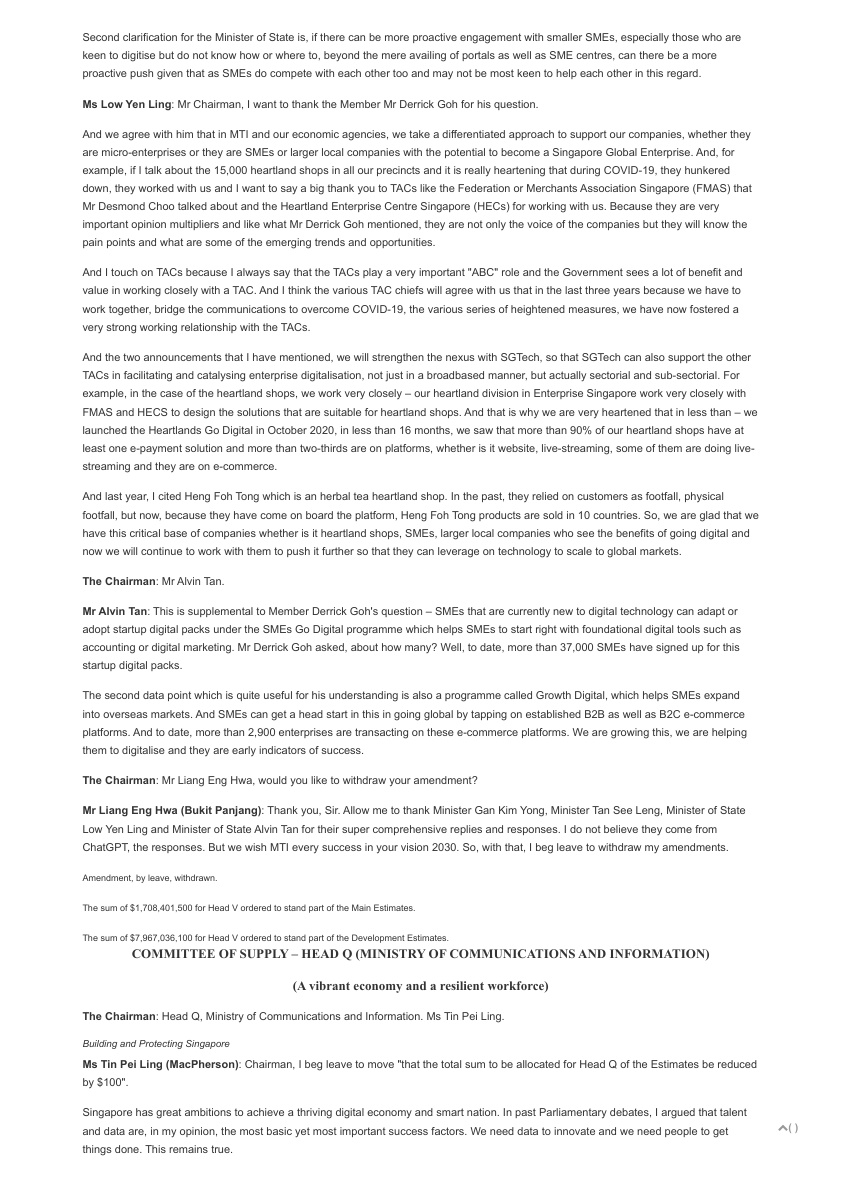 Second clarification for the Minister of State is, if there can be more proactive engagement with smaller SMEs, especially those who are
keen to digitise but do not know how or where to, beyond the mere availing of portals as well as SME centres, can there be a more
proactive push given that as SMEs do compete with each other too and may not be most keen to help each other in this regard.
Ms Low Yen Ling: Mr Chairman, I want to thank the Member Mr Derrick Goh for his question.
And we agree with him that in MTI and our economic agencies, we take a differentiated approach to support our companies, whether they
are micro-enterprises or they are SMEs or larger local companies with the potential to become a Singapore Global Enterprise. And, for
example, if I talk about the 15,000 heartland shops in all our precincts and it is really heartening that during COVID-19, they hunkered
down, they worked with us and I want to say a big thank you to TACs like the Federation or Merchants Association Singapore (FMAS) that
Mr Desmond Choo talked about and the Heartland Enterprise Centre Singapore (HECs) for working with us. Because they are very
important opinion multipliers and like what Mr Derrick Goh mentioned, they are not only the voice of the companies but they will know the
pain points and what are some of the emerging trends and opportunities.
And I touch on TACs because I always say that the TACs play a very important "ABC" role and the Government sees a lot of benefit and
value in working closely with a TAC. And I think the various TAC chiefs will agree with us that in the last three years because we have to
work together, bridge the communications to overcome COVID-19, the various series of heightened measures, we have now fostered a
very strong working relationship with the TACs.
And the two announcements that I have mentioned, we will strengthen the nexus with SGTech, so that SGTech can also support the other
TACs in facilitating and catalysing enterprise digitalisation, not just in a broadbased manner, but actually sectorial and sub-sectorial. For
example, in the case of the heartland shops, we work very closely – our heartland division in Enterprise Singapore work very closely with
FMAS and HECS to design the solutions that are suitable for heartland shops. And that is why we are very heartened that in less than – we
launched the Heartlands Go Digital in October 2020, in less than 16 months, we saw that more than 90% of our heartland shops have at
least one e-payment solution and more than two-thirds are on platforms, whether is it website, live-streaming, some of them are doing live-
streaming and they are on e-commerce.
And last year, I cited Heng Foh Tong which is an herbal tea heartland shop. In the past, they relied on customers as footfall, physical
footfall, but now, because they have come on board the platform, Heng Foh Tong products are sold in 10 countries. So, we are glad that we
have this critical base of companies whether is it heartland shops, SMEs, larger local companies who see the benefits of going digital and
now we will continue to work with them to push it further so that they can leverage on technology to scale to global markets.
The Chairman: Mr Alvin Tan.
Mr Alvin Tan: This is supplemental to Member Derrick Goh's question – SMEs that are currently new to digital technology can adapt or
adopt startup digital packs under the SMEs Go Digital programme which helps SMEs to start right with foundational digital tools such as
accounting or digital marketing. Mr Derrick Goh asked, about how many? Well, to date, more than 37,000 SMEs have signed up for this
startup digital packs.
The second data point which is quite useful for his understanding is also a programme called Growth Digital, which helps SMEs expand
into overseas markets. And SMEs can get a head start in this in going global by tapping on established B2B as well as B2C e-commerce
platforms. And to date, more than 2,900 enterprises are transacting on these e-commerce platforms. We are growing this, we are helping
them to digitalise and they are early indicators of success.
The Chairman: Mr Liang Eng Hwa, would you like to withdraw your amendment?
Mr Liang Eng Hwa (Bukit Panjang): Thank you, Sir. Allow me to thank Minister Gan Kim Yong, Minister Tan See Leng, Minister of State
Low Yen Ling and Minister of State Alvin Tan for their super comprehensive replies and responses. I do not believe they come from
ChatGPT, the responses. But we wish MTI every success in your vision 2030. So, with that, I beg leave to withdraw my amendments.
Amendment, by leave, withdrawn.
The sum of $1,708,401,500 for Head V ordered to stand part of the Main Estimates.
The sum of $7,967,036,100 for Head V ordered to stand part of the Development Estimates.
COMMITTEE OF SUPPLY – HEAD Q (MINISTRY OF COMMUNICATIONS AND INFORMATION)
(A vibrant economy and a resilient workforce)
The Chairman: Head Q, Ministry of Communications and Information. Ms Tin Pei Ling.
Building and Protecting Singapore
Ms Tin Pei Ling (MacPherson): Chairman, I beg leave to move "that the total sum to be allocated for Head Q of the Estimates be reduced
by $100".
Singapore has great ambitions to achieve a thriving digital economy and smart nation. In past Parliamentary debates, I argued that talent
and data are, in my opinion, the most basic yet most important success factors. We need data to innovate and we need people to get
things done. This remains true.
( )